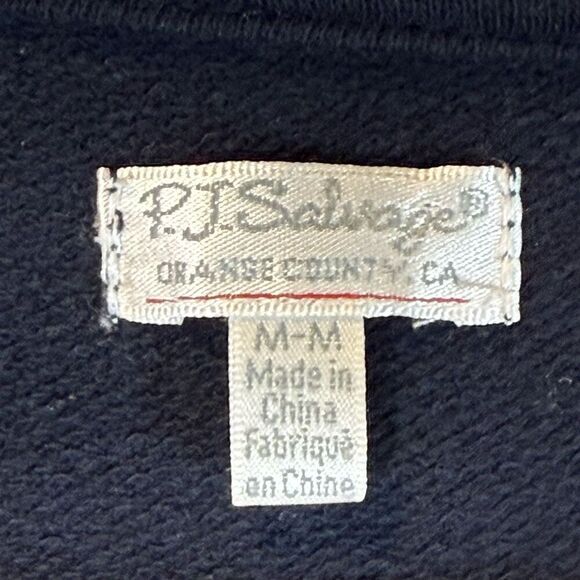 P.J. Salvage®
ORANGE COUNTY, CA
M-M
Made in
China
Fabriqué
en Chine